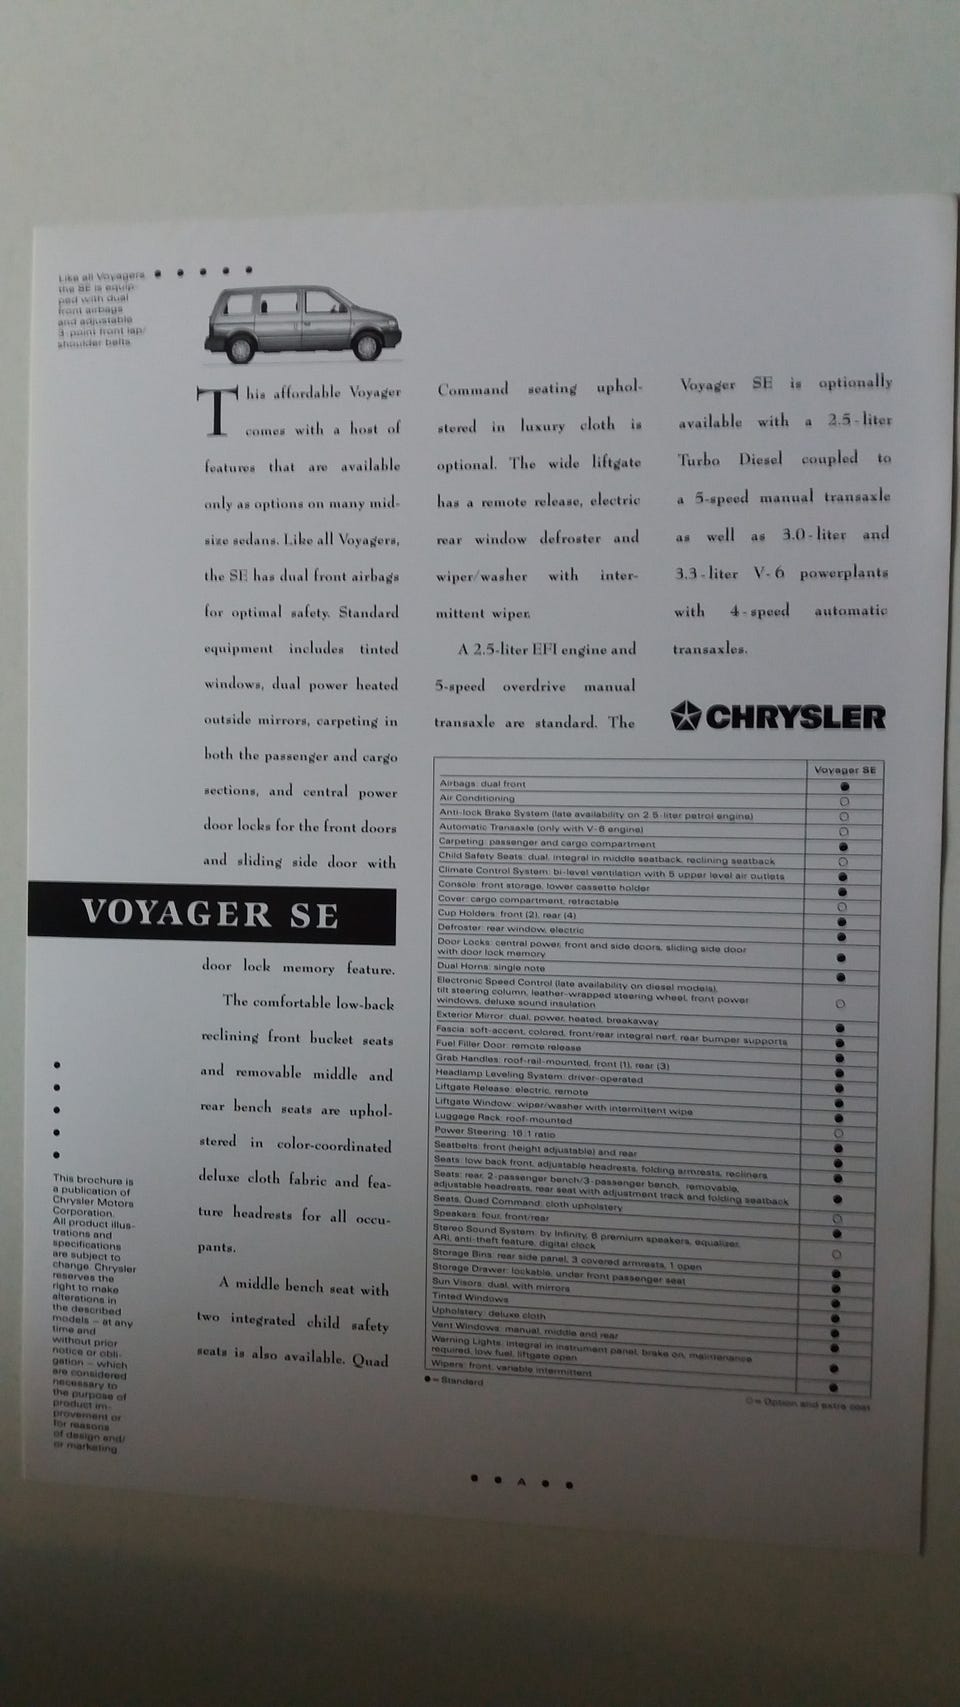 Like all Voyagers
the SE is equip-
ped with dual
front airbags
and adjustable
3-point front lap/
shoulder belts
This affordable Voyager
comes with a host of
features that are available
only as options on many mid-
size sedans. Like all Voyagers,
the SE has dual front airbags
for optimal safety. Standard
equipment includes tinted
windows, dual power heated
outside mirrors, carpeting in
both the passenger and cargo
sections, and central power
door locks for the front doors
and sliding side door with
VOYAGER SE
door lock memory feature.
The comfortable low-back
reclining front bucket seats
and removable middle and
rear bench seats are uphol-
stered in color-coordinated
deluxe cloth fabric and fea-
ture headrests for all occu-
pants.
A middle bench seat with
two integrated child safety
seats is also available. Quad
Command seating uphol-
stered in luxury cloth is
optional. The wide liftgate
has a remote release, electric
rear window defroster and
wiper/washer with inter-
mittent wiper.
A 2.5-liter EFI engine and
5-speed overdrive manual
transaxle are standard. The
Voyager SE is optionally
available with a 2.5-liter
Turbo Diesel coupled to
a 5-speed manual transaxle
as well as 3.0-liter and
3.3-liter V-6 powerplants
with 4-speed automatic
transaxles.
CHRYSLER
Voyager SE
Airbags: dual front ●
Air Conditioning ○
Anti-lock Brake System (late availability on 2.5-liter petrol engine) ○
Automatic Transaxle (only with V-6 engine) ○
Carpeting: passenger and cargo compartment ●
Child Safety Seats: dual, integral in middle seatback, reclining seatback ○
Climate Control System: bi-level ventilation with 5 upper level air outlets ●
Console: front storage, lower cassette holder ●
Cover: cargo compartment, retractable ○
Cup Holders: front (2), rear (4) ●
Defroster: rear window, electric ●
Door Locks: central power, front and side doors, sliding side door
with door lock memory ●
Dual Horns: single note ●
Electronic Speed Control (late availability on diesel models),
tilt steering column, leather-wrapped steering wheel, front power
windows, deluxe sound insulation ○
Exterior Mirror: dual, power, heated, breakaway ●
Fascia: soft-accent, colored, front/rear integral nerf, rear bumper supports ●
Fuel Filler Door: remote release ●
Grab Handles: roof-rail-mounted, front (1), rear (3) ●
Headlamp Leveling System: driver-operated ●
Liftgate Release: electric, remote ●
Liftgate Window: wiper/washer with intermittent wipe ●
Luggage Rack: roof-mounted ○
Power Steering: 16:1 ratio ●
Seatbelts: front (height adjustable) and rear ●
Seats: low back front, adjustable headrests, folding armrests, recliners ●
Seats: rear, 2-passenger bench/3-passenger bench, removable,
adjustable headrests, rear seat with adjustment track and folding seatback ●
Seats, Quad Command: cloth upholstery ○
Speakers: four, front/rear ●
Stereo Sound System: by Infinity, 6 premium speakers, equalizer,
ARI, anti-theft feature, digital clock ○
Storage Bins: rear side panel, 3 covered armrests, 1 open ●
Storage Drawer: lockable, under front passenger seat ●
Sun Visors: dual, with mirrors ●
Tinted Windows ●
Upholstery: deluxe cloth ●
Vent Windows: manual, middle and rear ●
Warning Lights: integral in instrument panel, brake on, maintenance
required, low fuel, liftgate open ●
Wipers: front, variable intermittent ●
●= Standard
○= Option and extra cost
This brochure is
a publication of
Chrysler Motors
Corporation.
All product illus-
trations and
specifications
are subject to
change. Chrysler
reserves the
right to make
alterations in
the described
models – at any
time and
without prior
notice or obli-
gation – which
are considered
necessary to
the purpose of
product im-
provement or
for reasons
of design and/
or marketing.
A